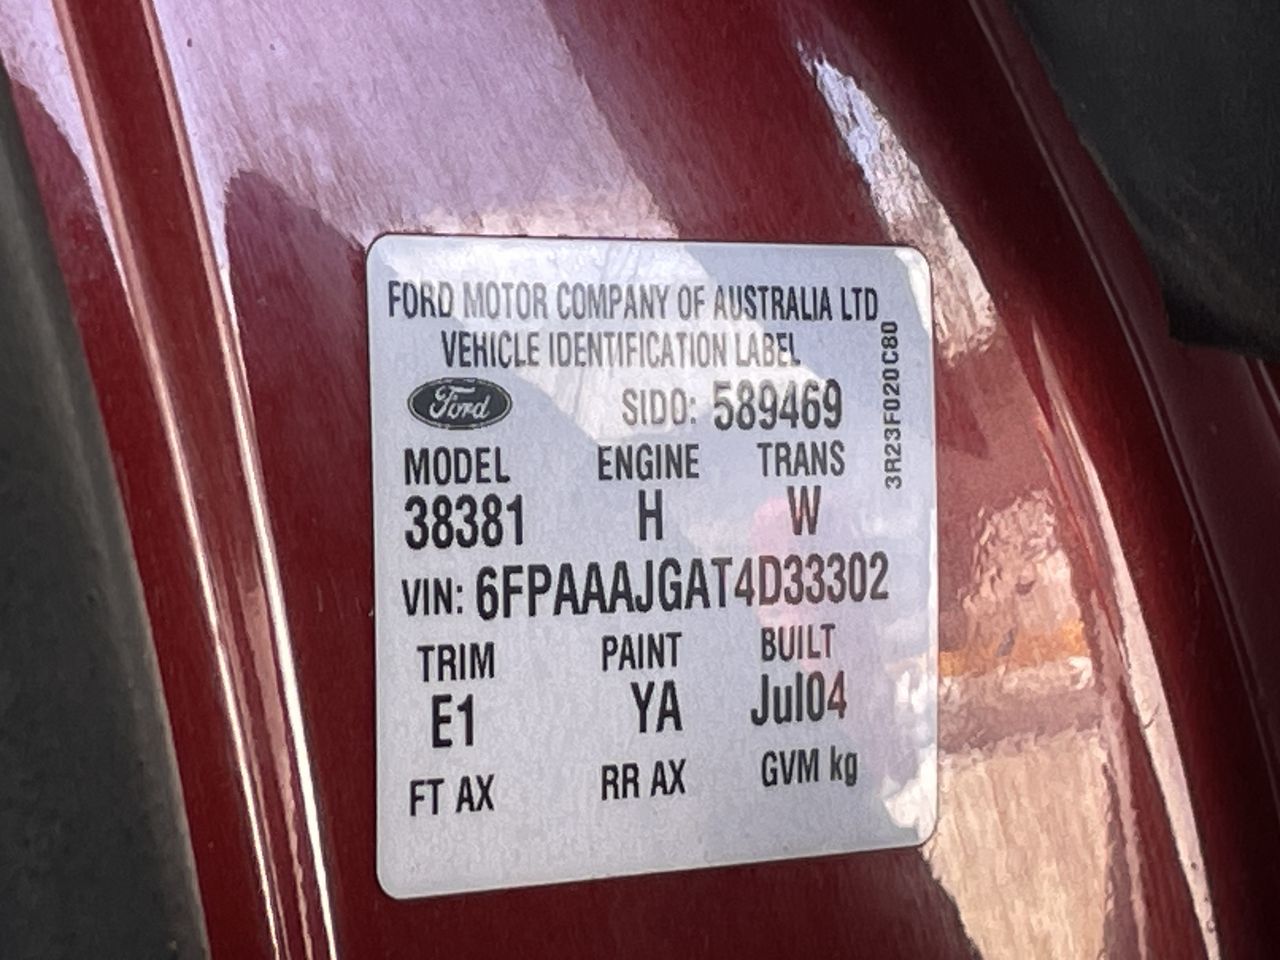 FORD MOTOR COMPANY OF AUSTRALIA LTD
VEHICLE IDENTIFICATION LABEL
Ford SIDO: 589469
MODEL ENGINE TRANS
38381 H W
VIN: 6FPAAAJGAT4D33302
TRIM PAINT BUILT
E1 YA Jul04
FT AX RR AX GVM kg
3R23F020C80